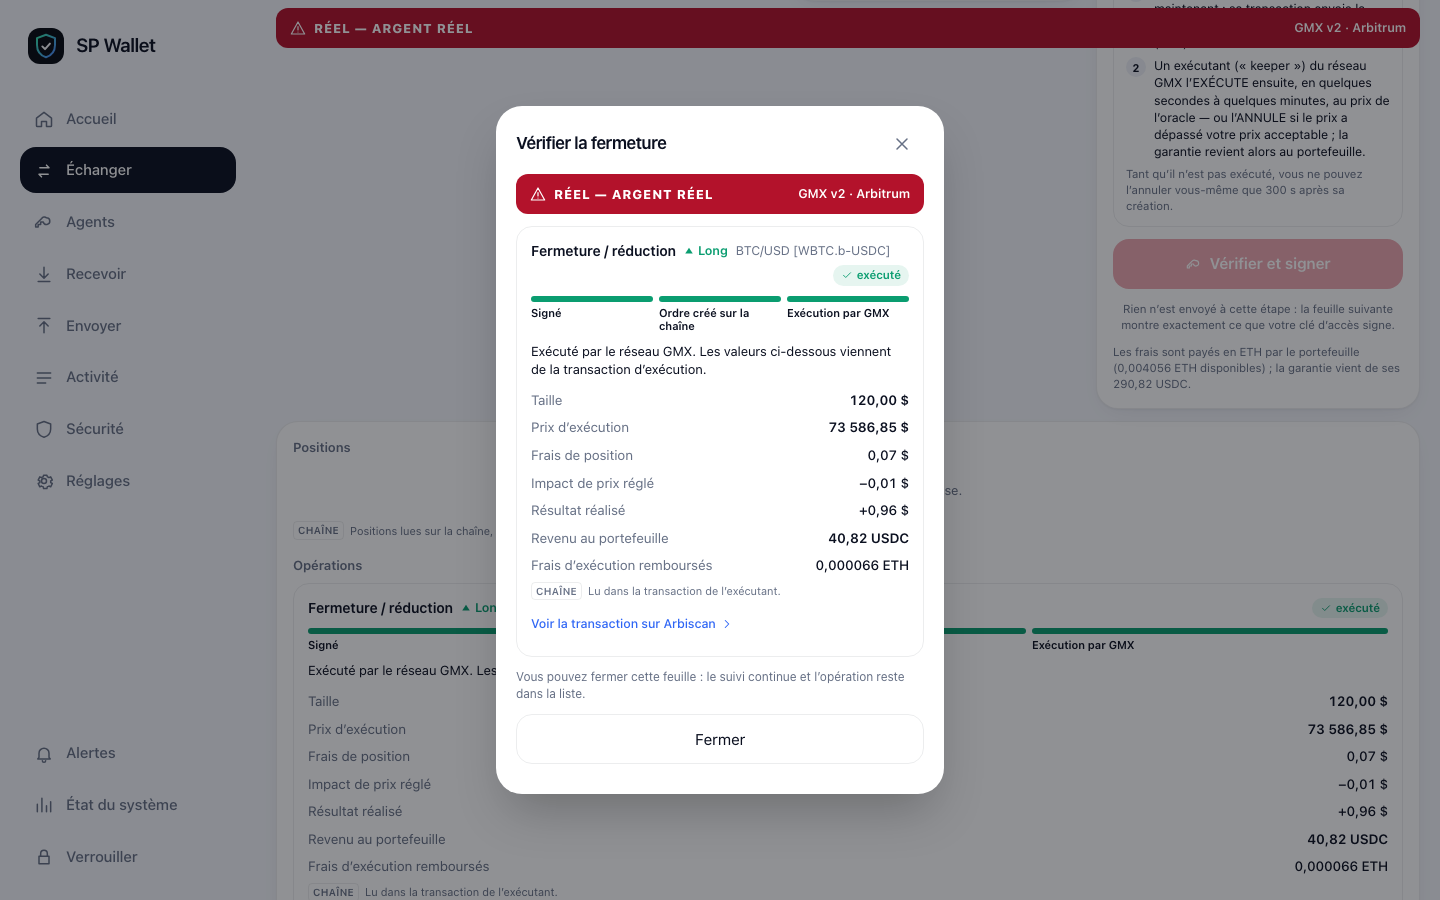 SP Wallet
Accueil
Échanger
Agents
Recevoir
Envoyer
Activité
Sécurité
Réglages
Alertes
État du système
Verrouiller
RÉEL — ARGENT RÉEL
GMX v2 · Arbitrum
2 Un exécutant (« keeper ») du réseau
GMX l’EXÉCUTE ensuite, en quelques
secondes à quelques minutes, au prix de
l’oracle — ou l’ANNULE si le prix a
dépassé votre prix acceptable ; la
garantie revient alors au portefeuille.
Tant qu’il n’est pas exécuté, vous ne pouvez
l’annuler vous-même que 300 s après sa
création.
Vérifier et signer
Rien n’est envoyé à cette étape : la feuille suivante
montre exactement ce que votre clé d’accès signe.
Les frais sont payés en ETH par le portefeuille
(0,004056 ETH disponibles) ; la garantie vient de ses
290,82 USDC.
Vérifier la fermeture
RÉEL — ARGENT RÉEL
GMX v2 · Arbitrum
Fermeture / réduction Long BTC/USD [WBTC.b-USDC]
exécuté
Signé
Ordre créé sur la
chaîne
Exécution par GMX
Exécuté par le réseau GMX. Les valeurs ci-dessous viennent
de la transaction d’exécution.
Taille 120,00 $
Prix d’exécution 73 586,85 $
Frais de position 0,07 $
Impact de prix réglé −0,01 $
Résultat réalisé +0,96 $
Revenu au portefeuille 40,82 USDC
Frais d’exécution remboursés 0,000066 ETH
CHAÎNE Lu dans la transaction de l’exécutant.
Voir la transaction sur Arbiscan
Vous pouvez fermer cette feuille : le suivi continue et l’opération reste
dans la liste.
Fermer
Positions
se.
CHAÎNE Positions lues sur la chaîne,
Opérations
Fermeture / réduction Lon
exécuté
Signé
Exécution par GMX
Exécuté par le réseau GMX. Les
Taille 120,00 $
Prix d’exécution 73 586,85 $
Frais de position 0,07 $
Impact de prix réglé −0,01 $
Résultat réalisé +0,96 $
Revenu au portefeuille 40,82 USDC
Frais d’exécution remboursés 0,000066 ETH
CHAÎNE Lu dans la transaction de l’exécutant.